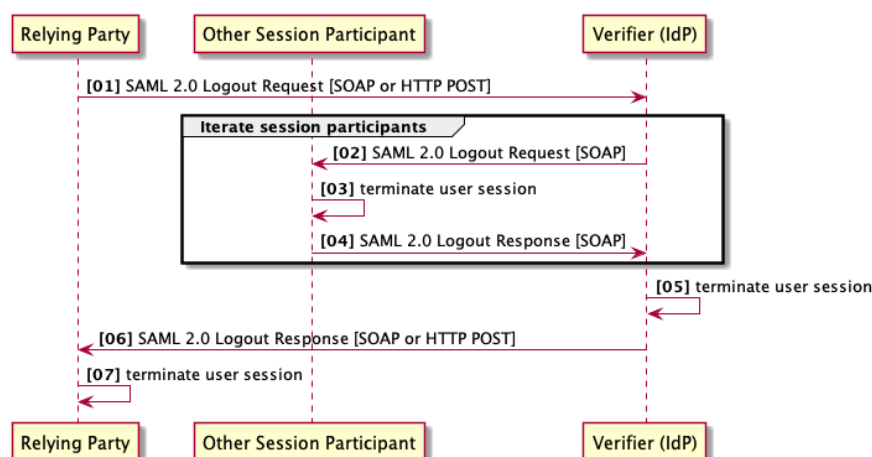 Relying Party
Other Session Participant
Verifier (IdP)
[01] SAML 2.0 Logout Request [SOAP or HTTP POST]
Iterate session participants
[02] SAML 2.0 Logout Request [SOAP]
[03] terminate user session
[04] SAML 2.0 Logout Response [SOAP]
[05] terminate user session
[06] SAML 2.0 Logout Response [SOAP or HTTP POST]
[07] terminate user session
Relying Party
Other Session Participant
Verifier (IdP)